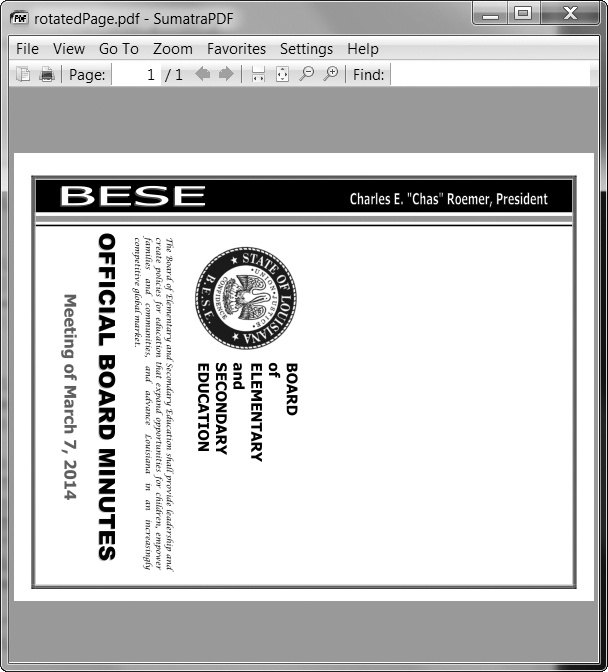 rotatedPage.pdf - SumatraPDF
File View Go To Zoom Favorites Settings Help
Page: 1 / 1 Find:
BESE
Charles E. "Chas" Roemer, President
STATE OF LOUISIANA
B.E.S.E.
UNION JUSTICE
CONFIDENCE
BOARD
of
ELEMENTARY
and
SECONDARY
EDUCATION
The Board of Elementary and Secondary Education shall provide leadership and
create policies for education that expand opportunities for children, empower
families and communities, and advance Louisiana in an increasingly
competitive global market.
OFFICIAL BOARD MINUTES
Meeting of March 7, 2014